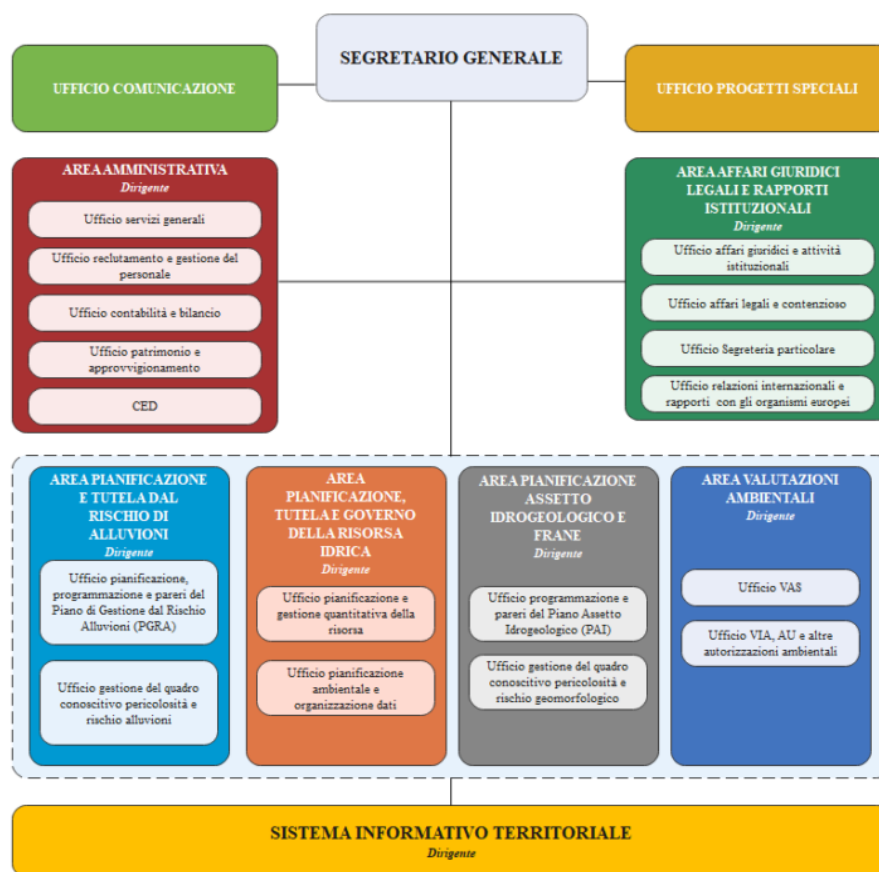 SEGRETARIO GENERALE
UFFICIO COMUNICAZIONE
UFFICIO PROGETTI SPECIALI
AREA AMMINISTRATIVA
Dirigente
Ufficio servizi generali
Ufficio reclutamento e gestione del
personale
Ufficio contabilità e bilancio
Ufficio patrimonio e
approvvigionamento
CED
AREA AFFARI GIURIDICI
LEGALI E RAPPORTI
ISTITUZIONALI
Dirigente
Ufficio affari giuridici e attività
istituzionali
Ufficio affari legali e contenzioso
Ufficio Segreteria particolare
Ufficio relazioni internazionali e
rapporti con gli organismi europei
AREA PIANIFICAZIONE
E TUTELA DAL
RISCHIO DI
ALLUVIONI
Dirigente
Ufficio pianificazione,
programmazione e pareri del
Piano di Gestione dal Rischio
Alluvioni (PGRA)
Ufficio gestione del quadro
conoscitivo pericolosità e
rischio alluvioni
AREA
PIANIFICAZIONE,
TUTELA E GOVERNO
DELLA RISORSA
IDRICA
Dirigente
Ufficio pianificazione e
gestione quantitativa della
risorsa
Ufficio pianificazione
ambientale e
organizzazione dati
AREA PIANIFICAZIONE
ASSETTO
IDROGEOLOGICO E
FRANE
Dirigente
Ufficio programmazione e
pareri del Piano Assetto
Idrogeologico (PAI)
Ufficio gestione del quadro
conoscitivo pericolosità e
rischio geomorfologico
AREA VALUTAZIONI
AMBIENTALI
Dirigente
Ufficio VAS
Ufficio VIA, AU e altre
autorizzazioni ambientali
SISTEMA INFORMATIVO TERRITORIALE
Dirigente